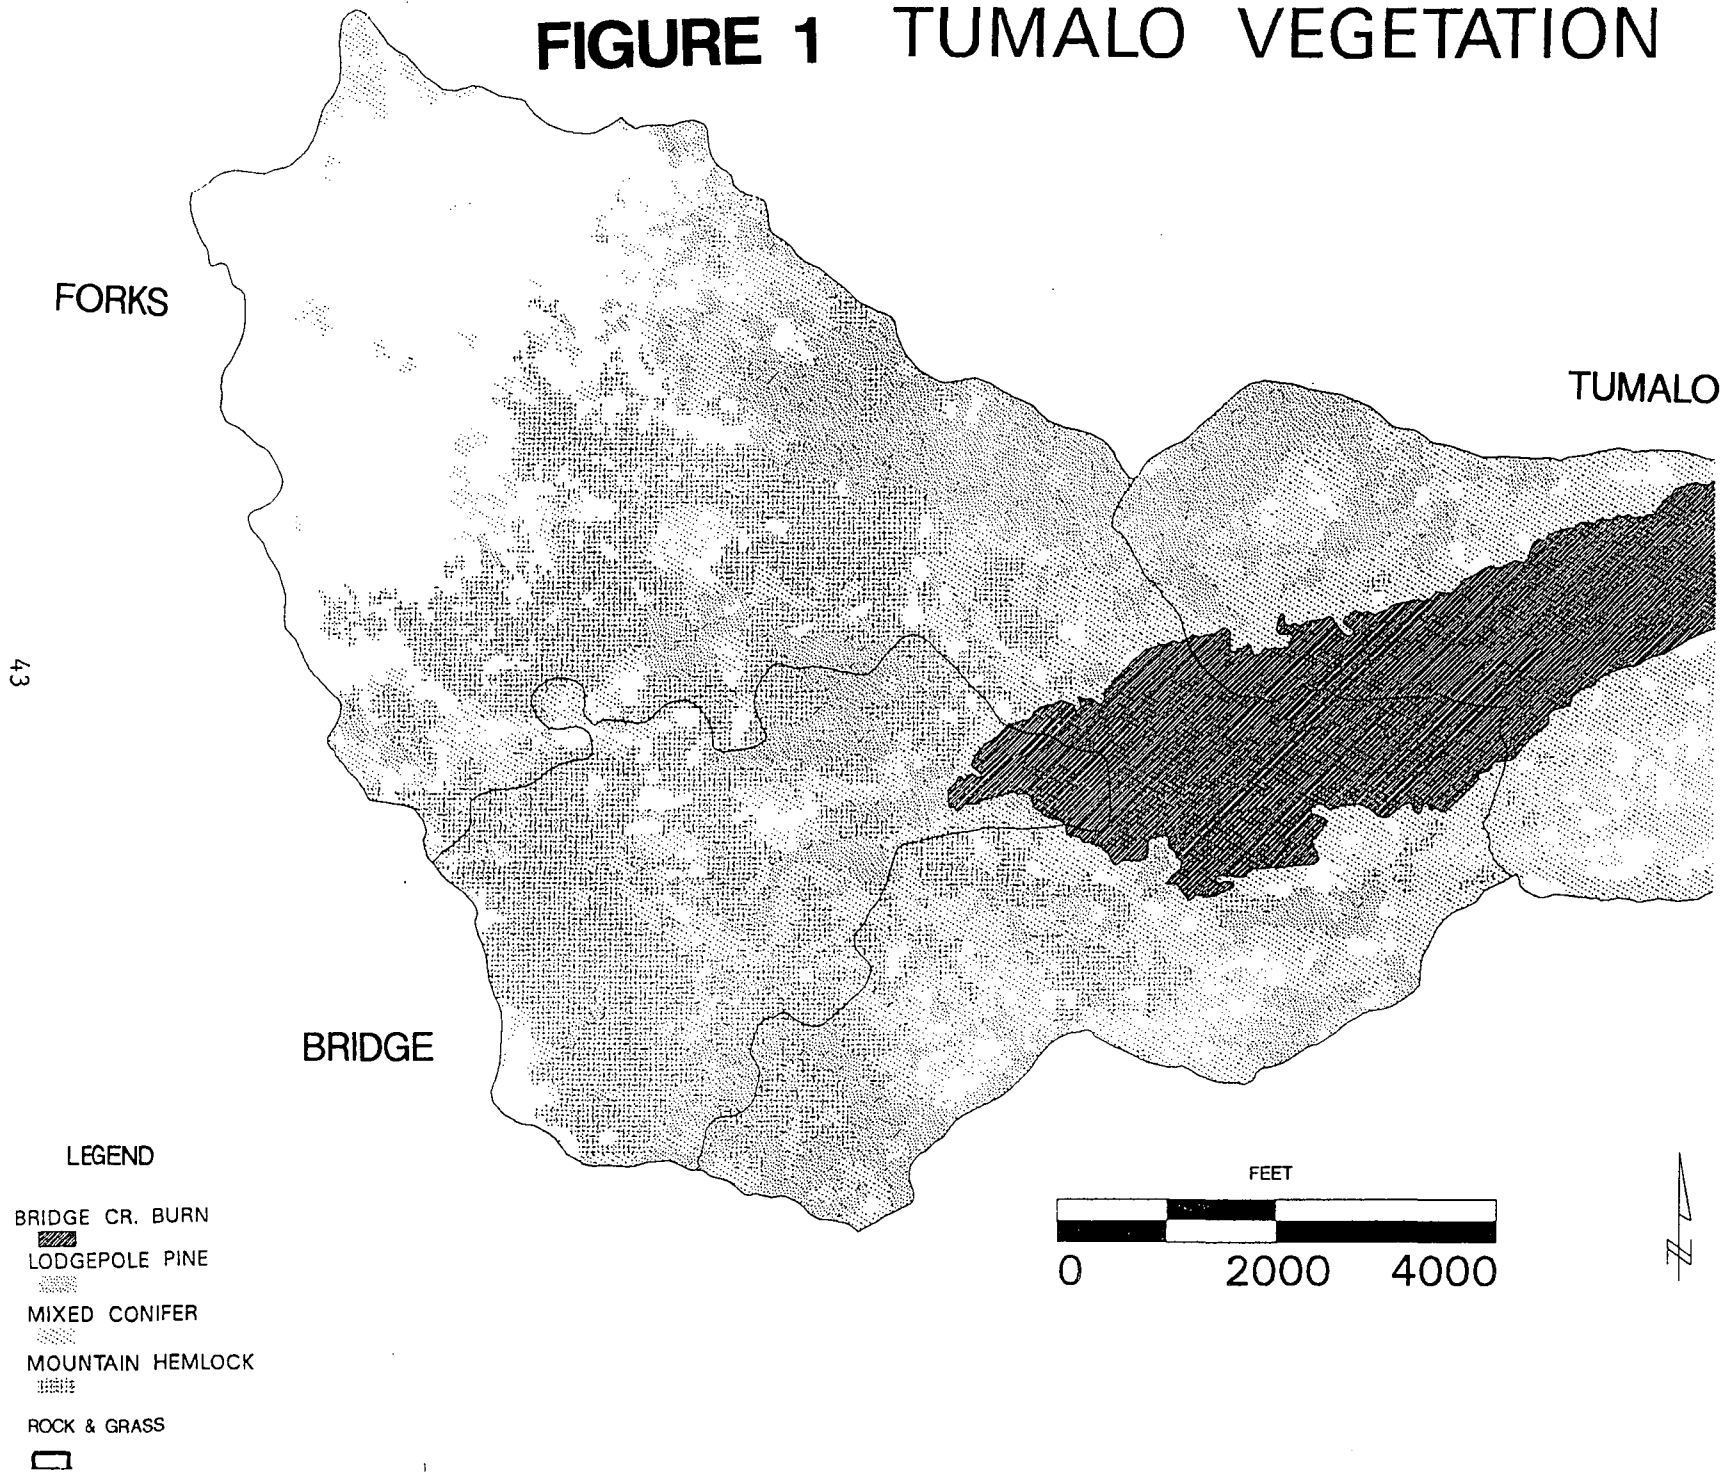 FIGURE 1 TUMALO VEGETATION
FORKS
TUMALO
43
BRIDGE
LEGEND
BRIDGE CR. BURN
LODGEPOLE PINE
MIXED CONIFER
MOUNTAIN HEMLOCK
ROCK & GRASS
FEET
0 2000 4000
N